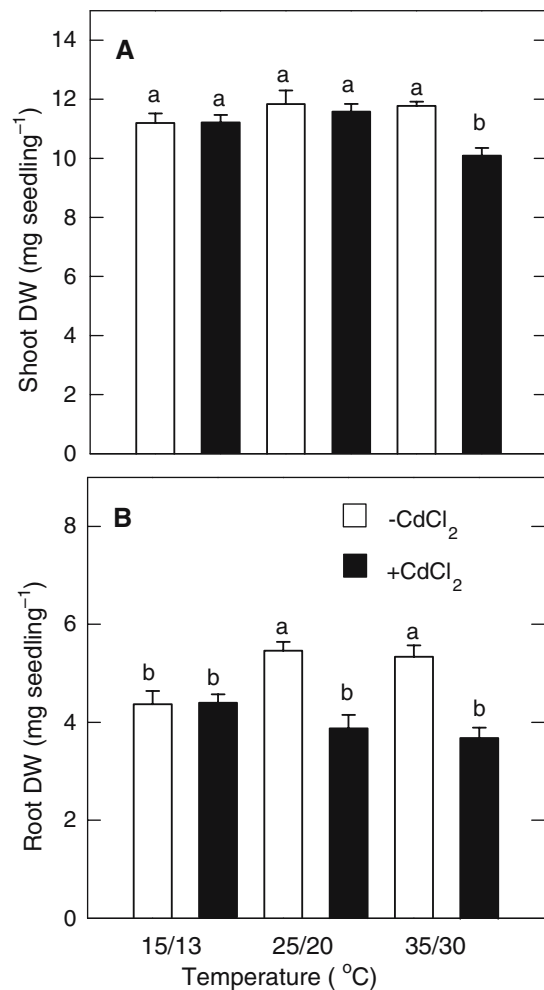 A
14
12
10
8
6
4
2
0
Shoot DW (mg seedling⁻¹)
a a a a a b
B
8
6
4
2
0
Root DW (mg seedling⁻¹)
-CdCl₂
+CdCl₂
b b a b a b
15/13 25/20 35/30
Temperature ( °C)